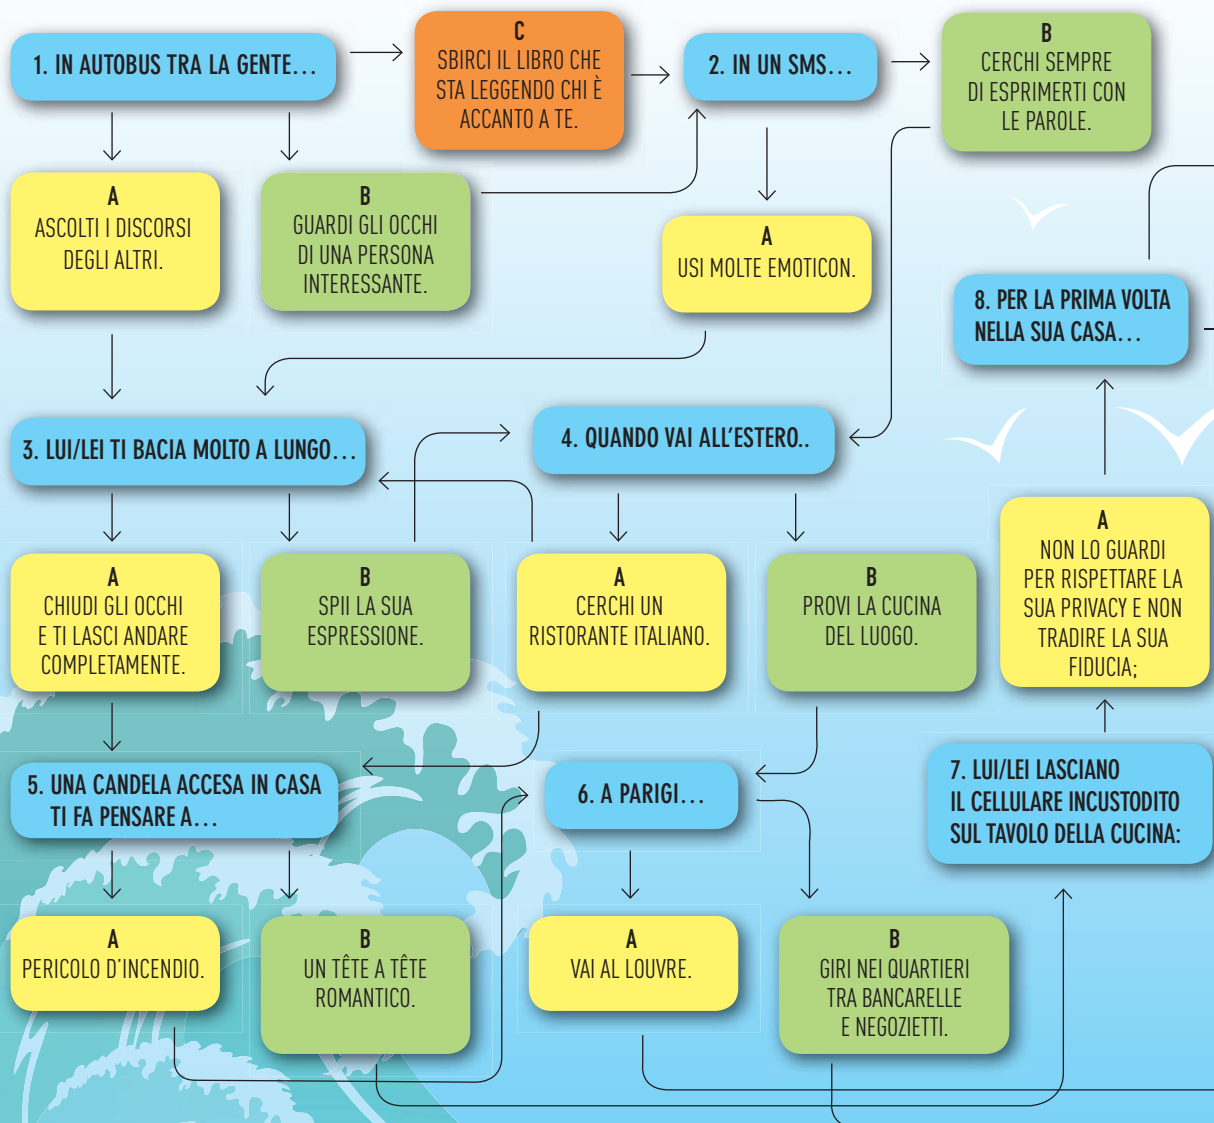 1. IN AUTOBUS TRA LA GENTE...
C
SBIRCI IL LIBRO CHE
STA LEGGENDO CHI È
ACCANTO A TE.
2. IN UN SMS...
B
CERCHI SEMPRE
DI ESPRIMERTI CON
LE PAROLE.
A
ASCOLTI I DISCORSI
DEGLI ALTRI.
B
GUARDI GLI OCCHI
DI UNA PERSONA
INTERESSANTE.
A
USI MOLTE EMOTICON.
8. PER LA PRIMA VOLTA
NELLA SUA CASA...
3. LUI/LEI TI BACIA MOLTO A LUNGO...
4. QUANDO VAI ALL'ESTERO..
A
CHIUDI GLI OCCHI
E TI LASCI ANDARE
COMPLETAMENTE.
B
SPII LA SUA
ESPRESSIONE.
A
CERCHI UN
RISTORANTE ITALIANO.
B
PROVI LA CUCINA
DEL LUOGO.
A
NON LO GUARDI
PER RISPETTARE LA
SUA PRIVACY E NON
TRADIRE LA SUA
FIDUCIA;
5. UNA CANDELA ACCESA IN CASA
TI FA PENSARE A...
6. A PARIGI...
7. LUI/LEI LASCIANO
IL CELLULARE INCUSTODITO
SUL TAVOLO DELLA CUCINA:
A
PERICOLO D'INCENDIO.
B
UN TÊTE A TÊTE
ROMANTICO.
A
VAI AL LOUVRE.
B
GIRI NEI QUARTIERI
TRA BANCARELLE
E NEGOZIETTI.